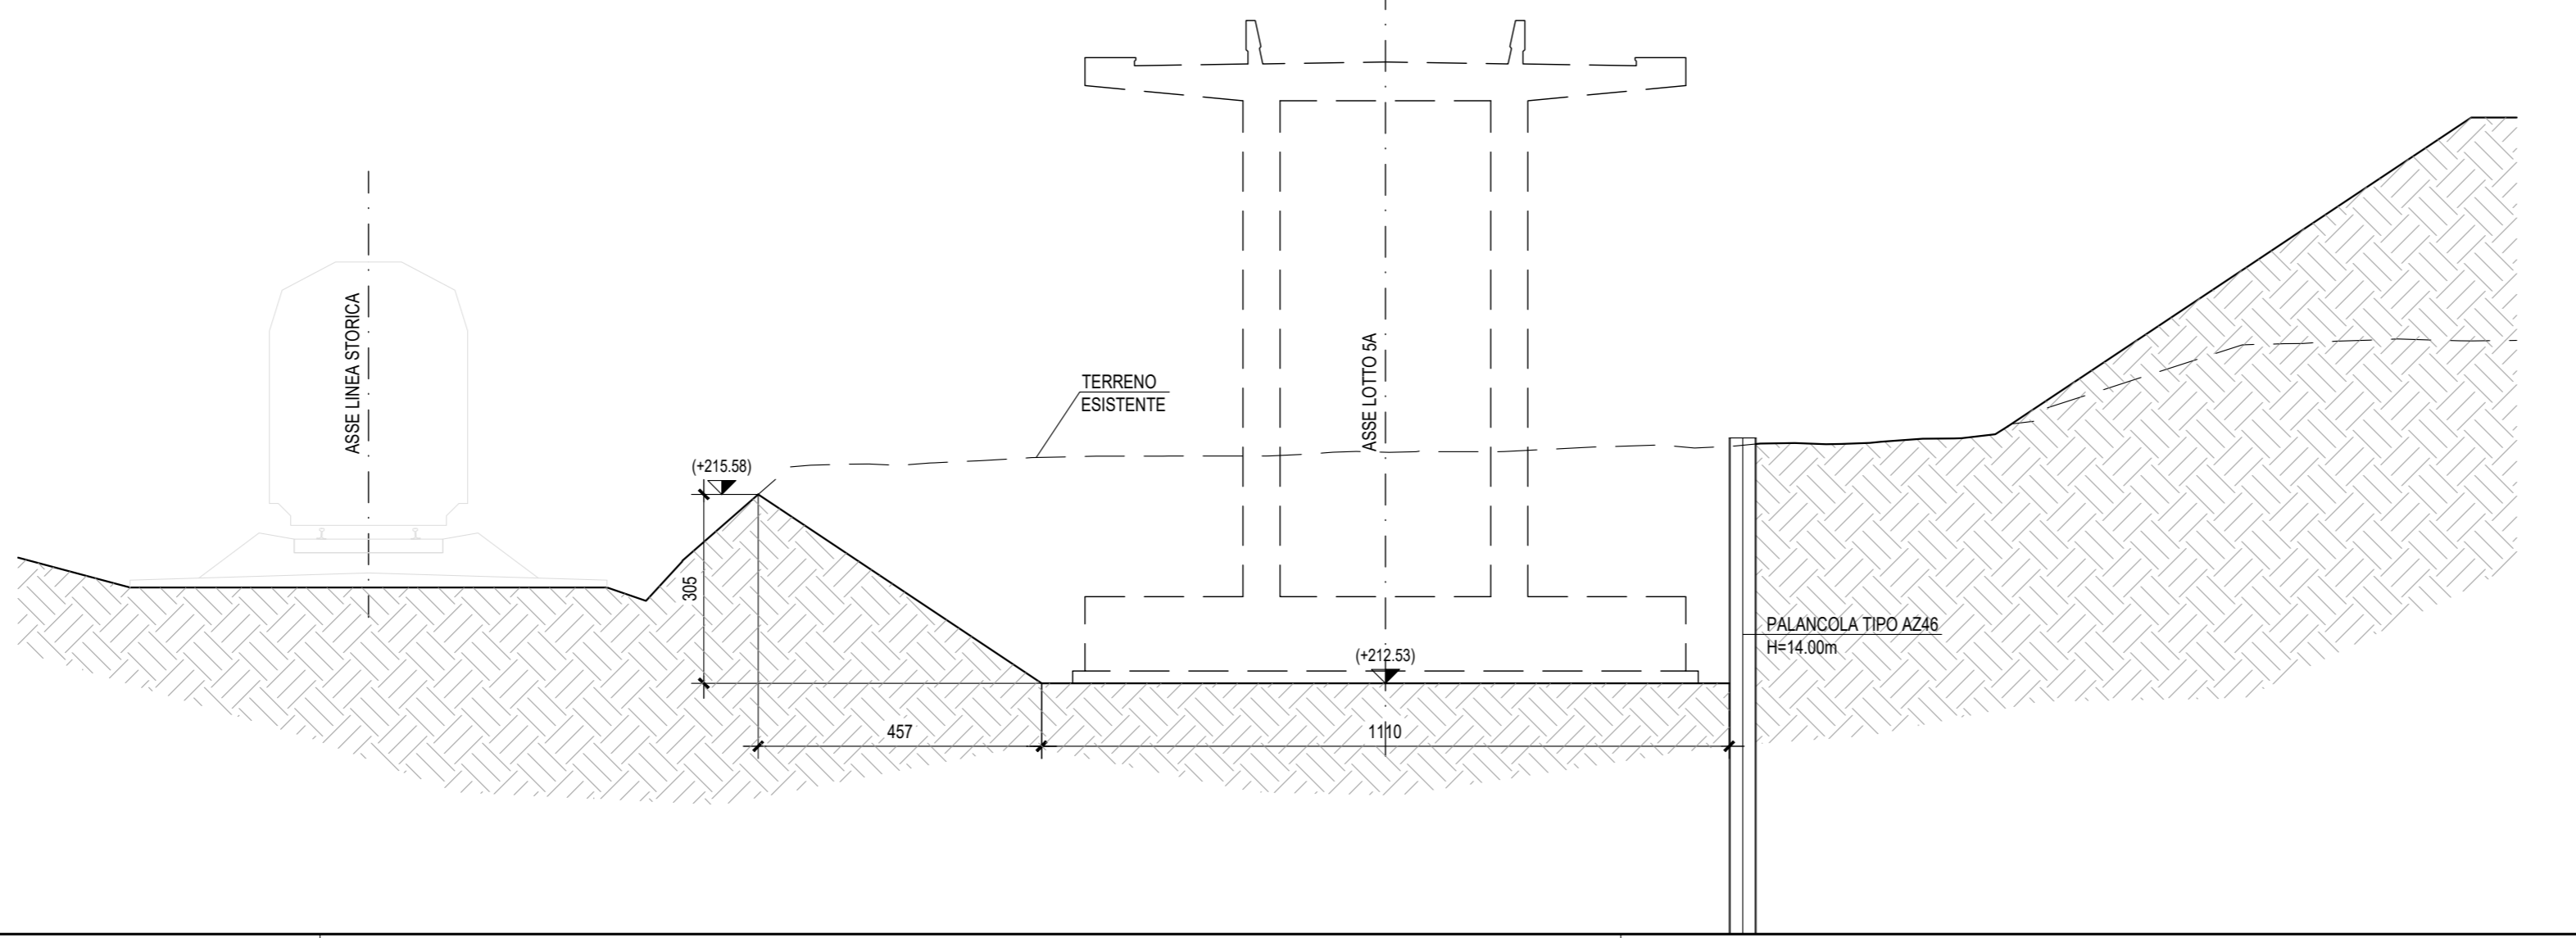 ASSE LINEA STORICA
ASSE LOTTO 5A
TERRENO
ESISTENTE
(+215.58)
305
(+212.53)
PALANCOLA TIPO AZ46
H=14.00m
457
1110